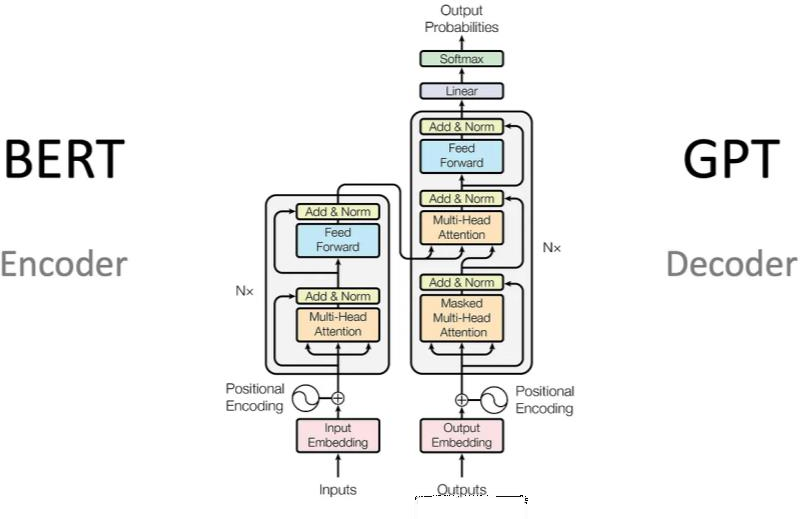 Output
Probabilities
Softmax
Linear
Add & Norm
Feed
Forward
Add & Norm
Multi-Head
Attention
Add & Norm
Masked
Multi-Head
Attention
Nx
Positional
Encoding
Output
Embedding
Outputs
BERT
Encoder
Add & Norm
Feed
Forward
Add & Norm
Multi-Head
Attention
Nx
Positional
Encoding
Input
Embedding
Inputs
GPT
Decoder